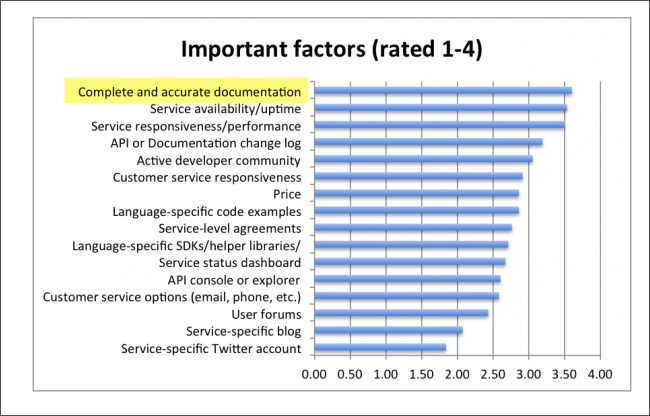 Important factors (rated 1-4)
Complete and accurate documentation
Service availability/uptime
Service responsiveness/performance
API or Documentation change log
Active developer community
Customer service responsiveness
Price
Language-specific code examples
Service-level agreements
Language-specific SDKs/helper libraries/
Service status dashboard
API console or explorer
Customer service options (email, phone, etc.)
User forums
Service-specific blog
Service-specific Twitter account
0.00 0.50 1.00 1.50 2.00 2.50 3.00 3.50 4.00